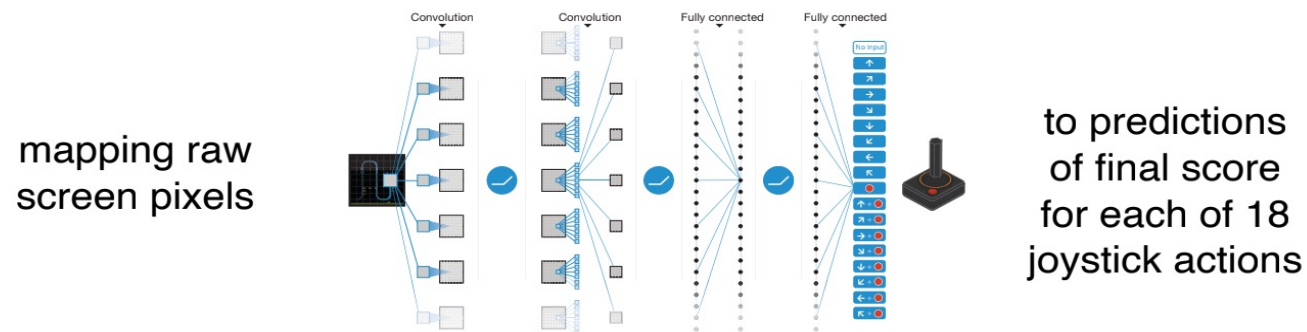 Convolution
Convolution
Fully connected
Fully connected
No input
mapping raw
screen pixels
to predictions
of final score
for each of 18
joystick actions